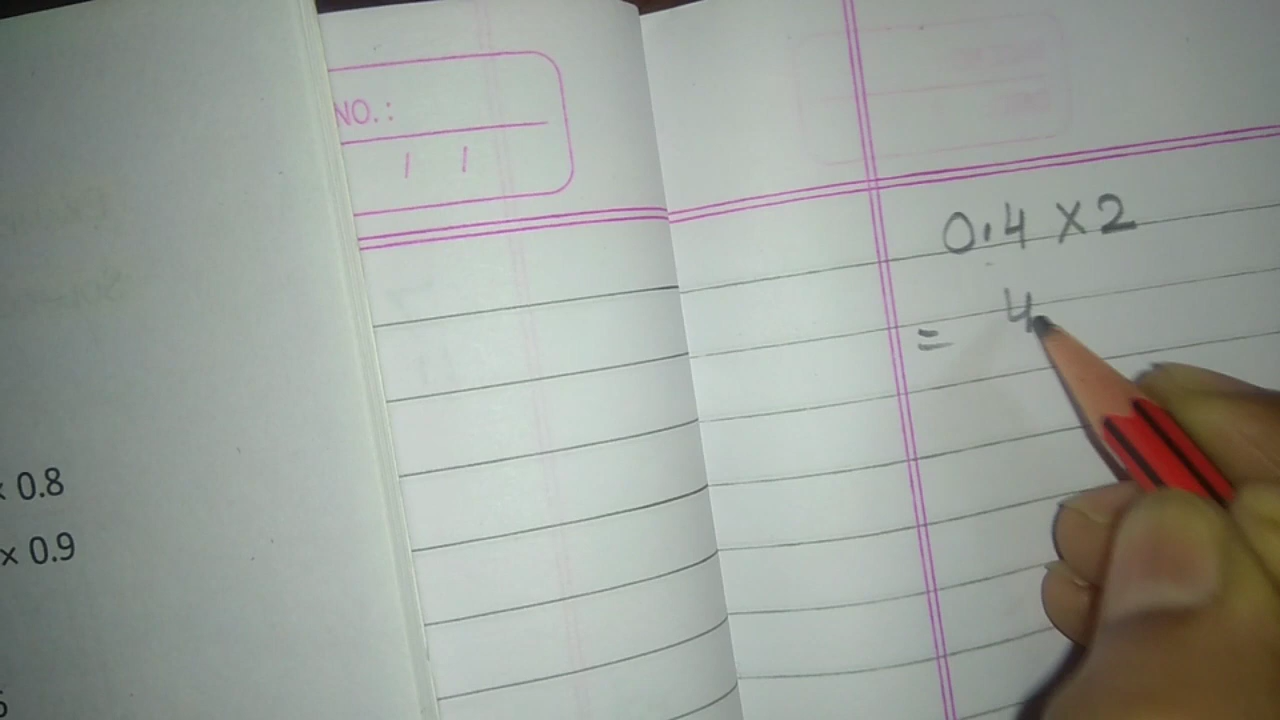 NO.:
/ /
0.4 × 2
= 4
× 0.8
× 0.9